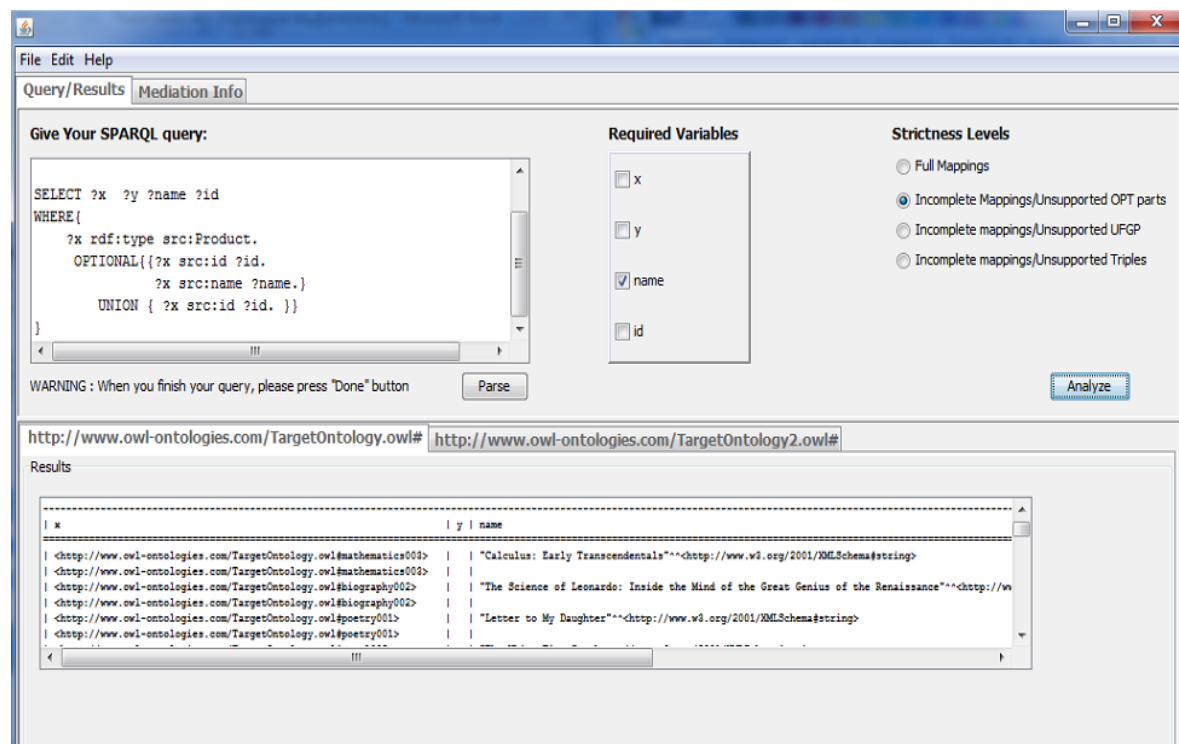 File Edit Help
Query/Results Mediation Info
Give Your SPARQL query:
SELECT ?x ?y ?name ?id
WHERE{
?x rdf:type src:Product.
OPTIONAL{{?x src:id ?id.
?x src:name ?name.}
UNION { ?x src:id ?id. }}
}
WARNING : When you finish your query, please press "Done" button
Parse
Required Variables
x
y
name
id
Strictness Levels
Full Mappings
Incomplete Mappings/Unsupported OPT parts
Incomplete mappings/Unsupported UFGP
Incomplete mappings/Unsupported Triples
Analyze
http://www.owl-ontologies.com/TargetOntology.owl# http://www.owl-ontologies.com/TargetOntology2.owl#
Results
| x | y | name
| <http://www.owl-ontologies.com/TargetOntology.owl#mathematics003> | | "Calculus: Early Transcendentals"^^<http://www.w3.org/2001/XMLSchema#string>
| <http://www.owl-ontologies.com/TargetOntology.owl#mathematics003> | |
| <http://www.owl-ontologies.com/TargetOntology.owl#biography002> | | "The Science of Leonardo: Inside the Mind of the Great Genius of the Renaissance"^^<http://ww
| <http://www.owl-ontologies.com/TargetOntology.owl#biography002> | |
| <http://www.owl-ontologies.com/TargetOntology.owl#poetry001> | | "Letter to My Daughter"^^<http://www.w3.org/2001/XMLSchema#string>
| <http://www.owl-ontologies.com/TargetOntology.owl#poetry001> | |